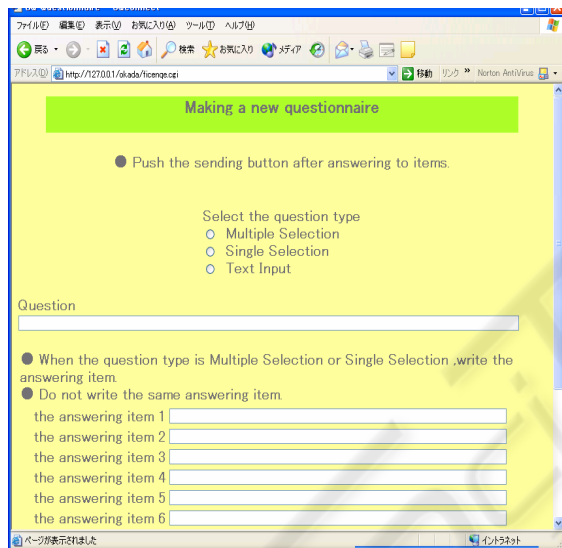 ファイル(F) 編集(E) 表示(V) お気に入り(A) ツール(T) ヘルプ(H)
戻る 検索 お気に入り メディア
アドレス(D) http://127.0.0.1/okada/ficenqe.cgi 移動 リンク » Norton AntiVirus
Making a new questionnaire
● Push the sending button after answering to items.
Select the question type
Multiple Selection
Single Selection
Text Input
Question
● When the question type is Multiple Selection or Single Selection ,write the
answering item.
● Do not write the same answering item.
the answering item 1
the answering item 2
the answering item 3
the answering item 4
the answering item 5
the answering item 6
ページが表示されました イントラネット